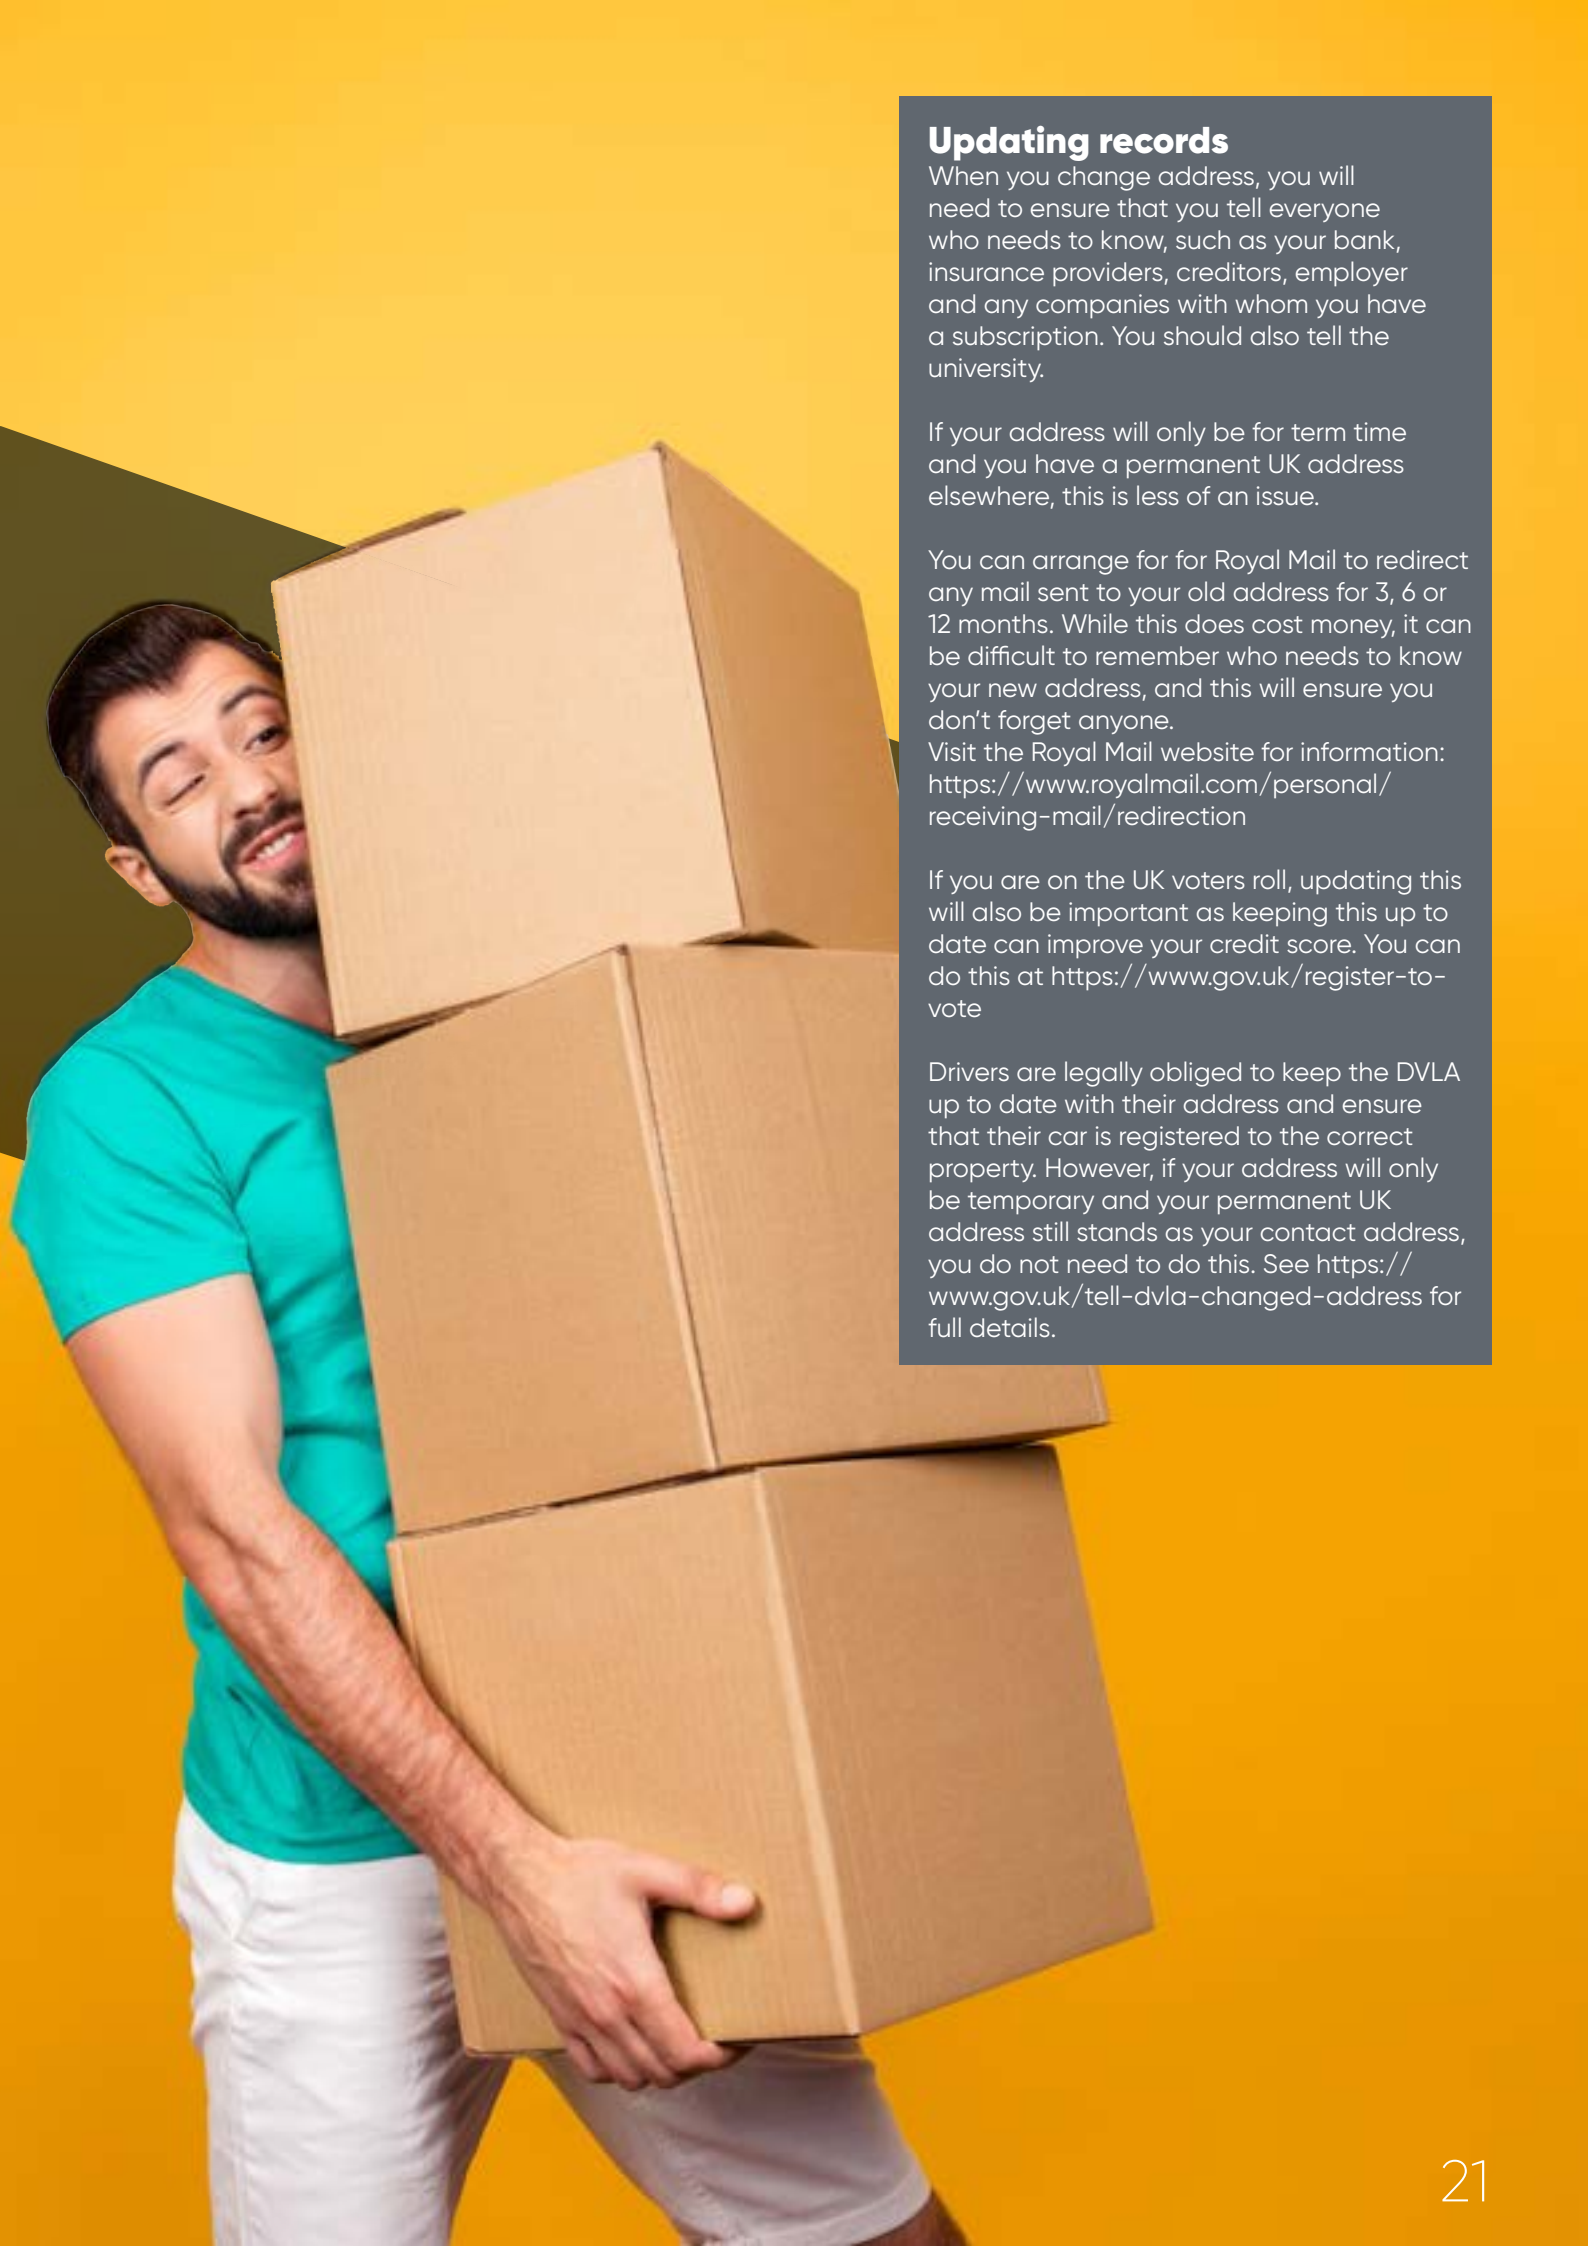 Updating records
When you change address, you will
need to ensure that you tell everyone
who needs to know, such as your bank,
insurance providers, creditors, employer
and any companies with whom you have
a subscription. You should also tell the
university.
If your address will only be for term time
and you have a permanent UK address
elsewhere, this is less of an issue.
You can arrange for for Royal Mail to redirect
any mail sent to your old address for 3, 6 or
12 months. While this does cost money, it can
be difficult to remember who needs to know
your new address, and this will ensure you
don't forget anyone.
Visit the Royal Mail website for information:
https://www.royalmail.com/personal/
receiving-mail/redirection
If you are on the UK voters roll, updating this
will also be important as keeping this up to
date can improve your credit score. You can
do this at https://www.gov.uk/register-to-
vote
Drivers are legally obliged to keep the DVLA
up to date with their address and ensure
that their car is registered to the correct
property. However, if your address will only
be temporary and your permanent UK
address still stands as your contact address,
you do not need to do this. See https://
www.gov.uk/tell-dvla-changed-address for
full details.
21